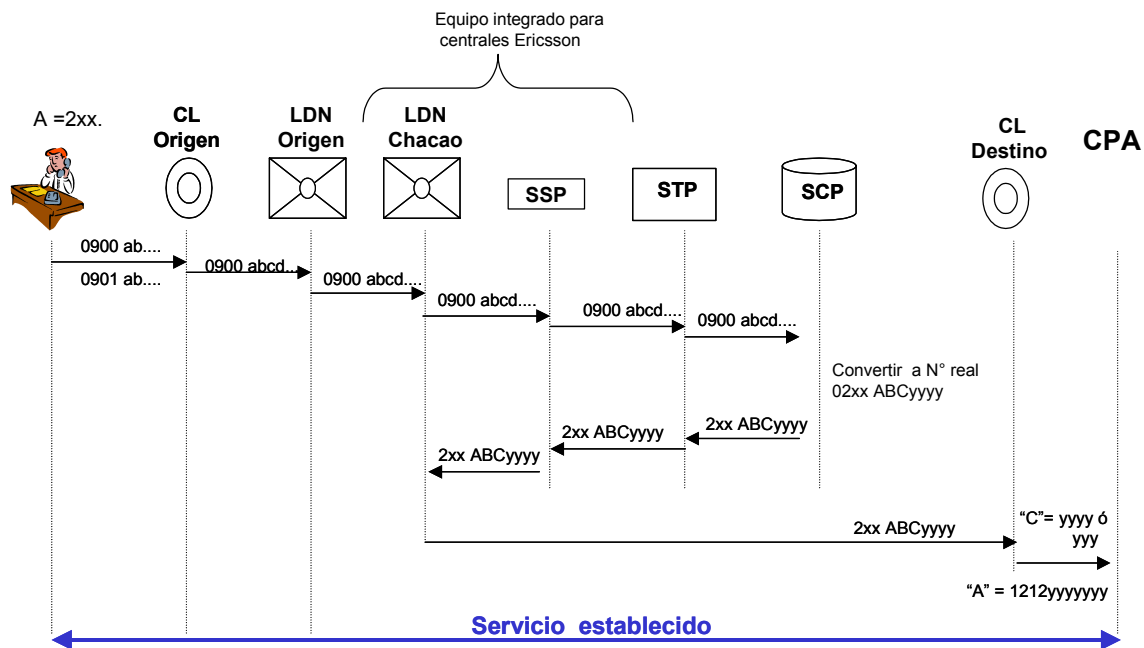 Equipo integrado para
centrales Ericsson
A =2xx.
CL
Origen
LDN
Origen
LDN
Chacao
SSP
STP
SCP
CL
Destino
CPA
0900 ab....
0901 ab....
0900 abcd...
0900 abcd....
0900 abcd....
0900 abcd....
0900 abcd....
Convertir a N° real
02xx ABCyyyy
2xx ABCyyyy
2xx ABCyyyy
2xx ABCyyyy
2xx ABCyyyy
“C”= yyyy ó
yyy
“A” = 1212yyyyyyy
Servicio establecido